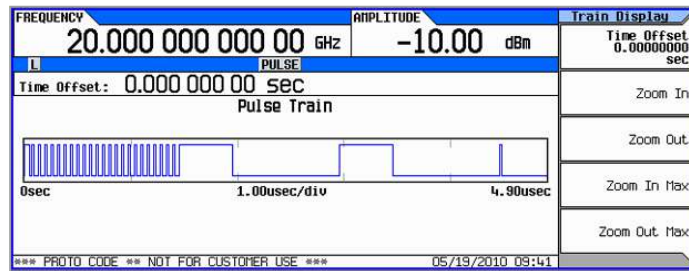 FREQUENCY
AMPLITUDE
20.000 000 000 00 GHz
-10.00 dBm
L
PULSE
Time Offset: 0.000 000 00 sec
Pulse Train
0sec
1.00usec/div
4.90usec
*** PROTO CODE ** NOT FOR CUSTOMER USE ***
05/19/2010 09:41
Train Display
Time Offset
0.00000000
sec
Zoom In
Zoom Out
Zoom In Max
Zoom Out Max